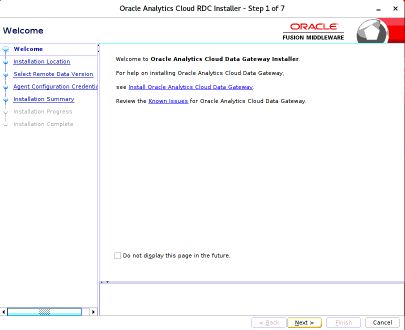 Oracle Analytics Cloud RDC Installer - Step 1 of 7
Welcome
ORACLE
FUSION MIDDLEWARE
Welcome
Installation Location
Select Remote Data Version
Agent Configuration Credentia
Installation Summary
Installation Progress
Installation Complete
Welcome to Oracle Analytics Cloud Data Gateway Installer.
For help on installing Oracle Analytics Cloud Data Gateway,
see Install Oracle Analytics Cloud Data Gateway.
Review the Known Issues for Oracle Analytics Cloud Data Gateway.
Do not display this page in the future.
< Back
Next >
Finish
Cancel